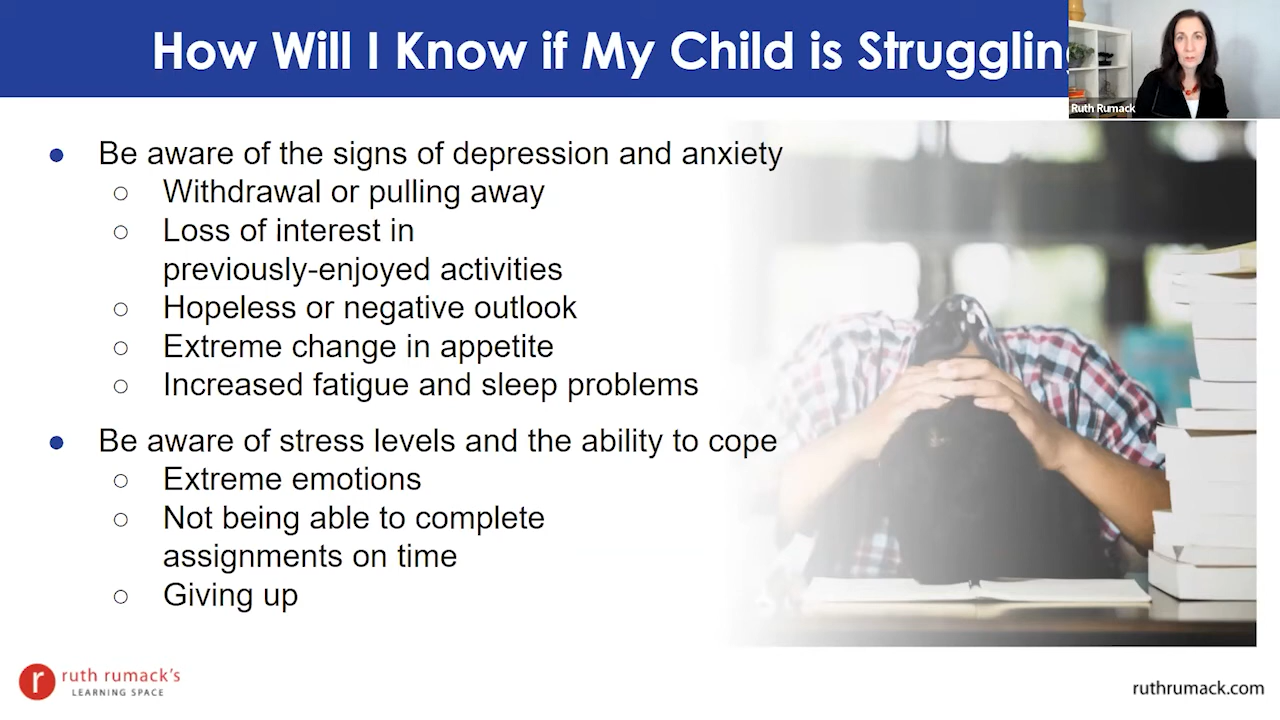 How Will I Know if My Child is Struggling
Ruth Rumack
● Be aware of the signs of depression and anxiety
○ Withdrawal or pulling away
○ Loss of interest in
previously-enjoyed activities
○ Hopeless or negative outlook
○ Extreme change in appetite
○ Increased fatigue and sleep problems
● Be aware of stress levels and the ability to cope
○ Extreme emotions
○ Not being able to complete
assignments on time
○ Giving up
r ruth rumack's
LEARNING SPACE
ruthrumack.com